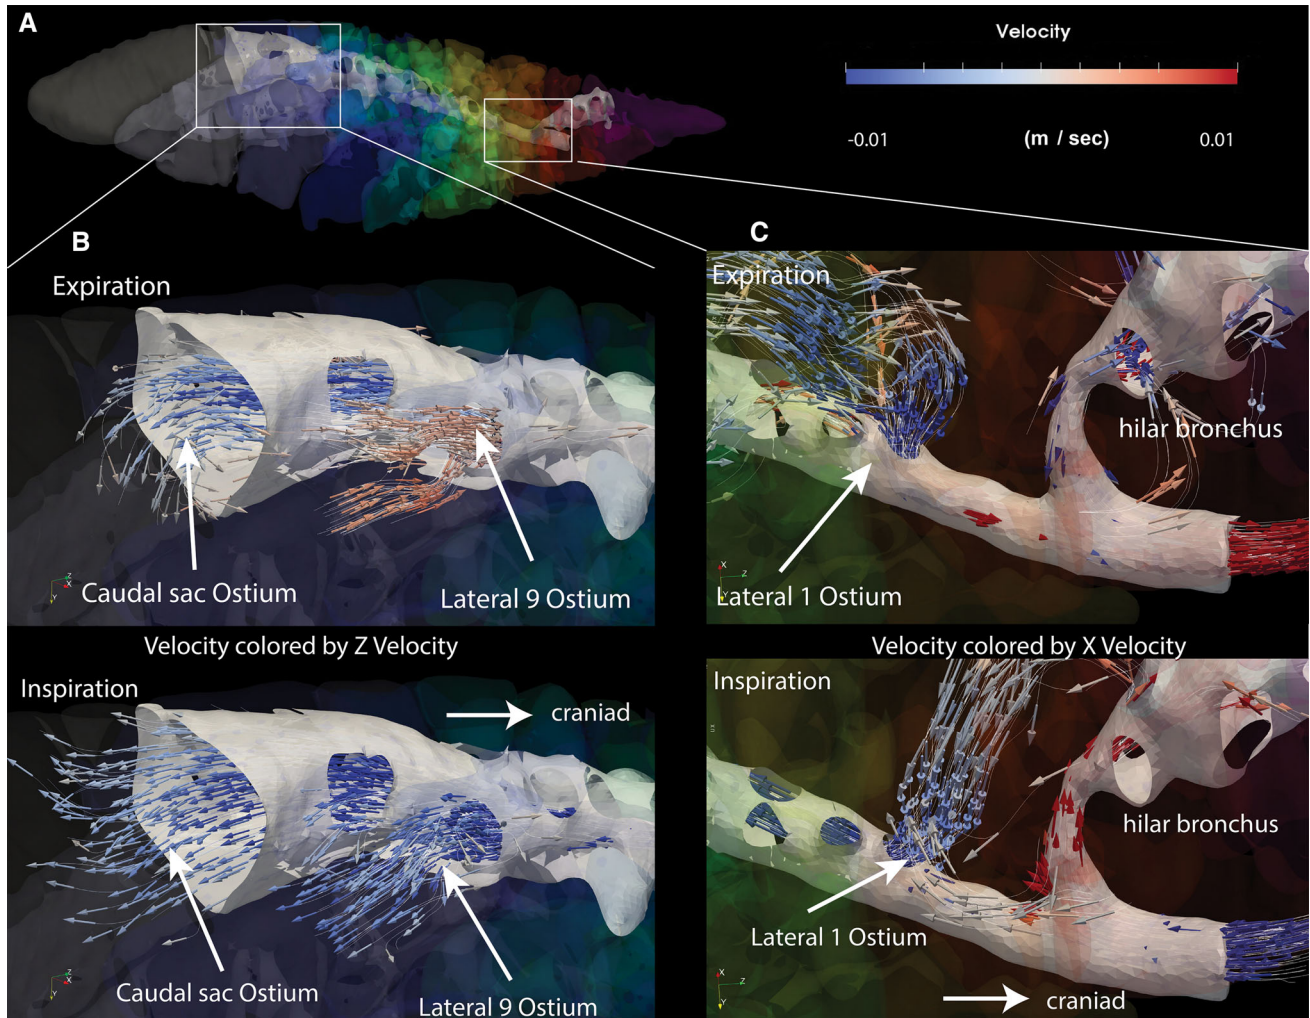 A
Velocity
-0.01 (m / sec) 0.01
B
Expiration
Caudal sac Ostium
Lateral 9 Ostium
Z
X
Y
C
Expiration
hilar bronchus
Lateral 1 Ostium
X
Z
Y
Velocity colored by Z Velocity
Inspiration
craniad
Caudal sac Ostium
Lateral 9 Ostium
Z
X
Y
Velocity colored by X Velocity
Inspiration
hilar bronchus
Lateral 1 Ostium
craniad
X
Z
Y